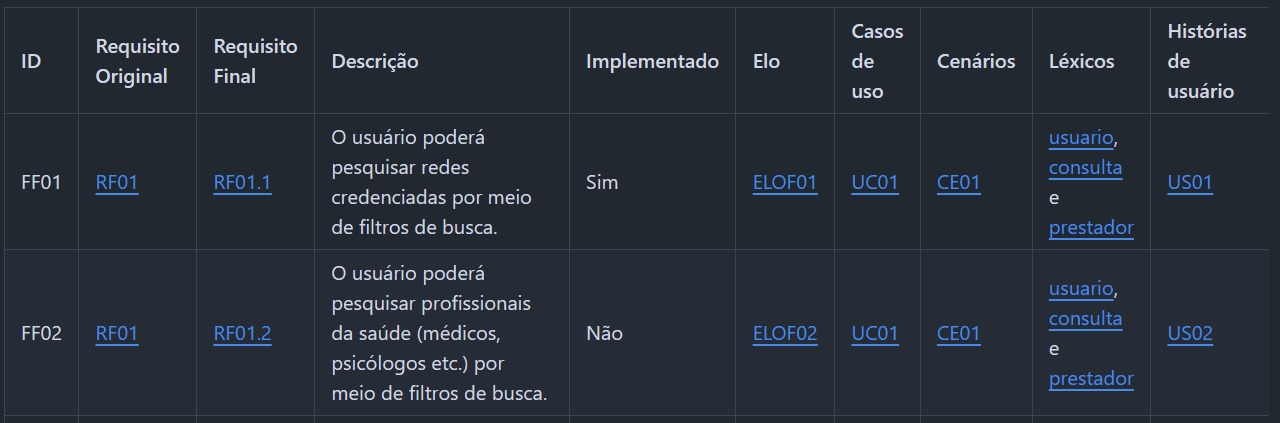 ID
Requisito
Original
Requisito
Final
Descrição
Implementado
Elo
Casos
de
uso
Cenários
Léxicos
Histórias
de
usuário
FF01
RF01
RF01.1
O usuário poderá
pesquisar redes
credenciadas por meio
de filtros de busca.
Sim
ELOF01
UC01
CE01
usuario,
consulta
e
prestador
US01
FF02
RF01
RF01.2
O usuário poderá
pesquisar profissionais
da saúde (médicos,
psicólogos etc.) por
meio de filtros de busca.
Não
ELOF02
UC01
CE01
usuario,
consulta
e
prestador
US02